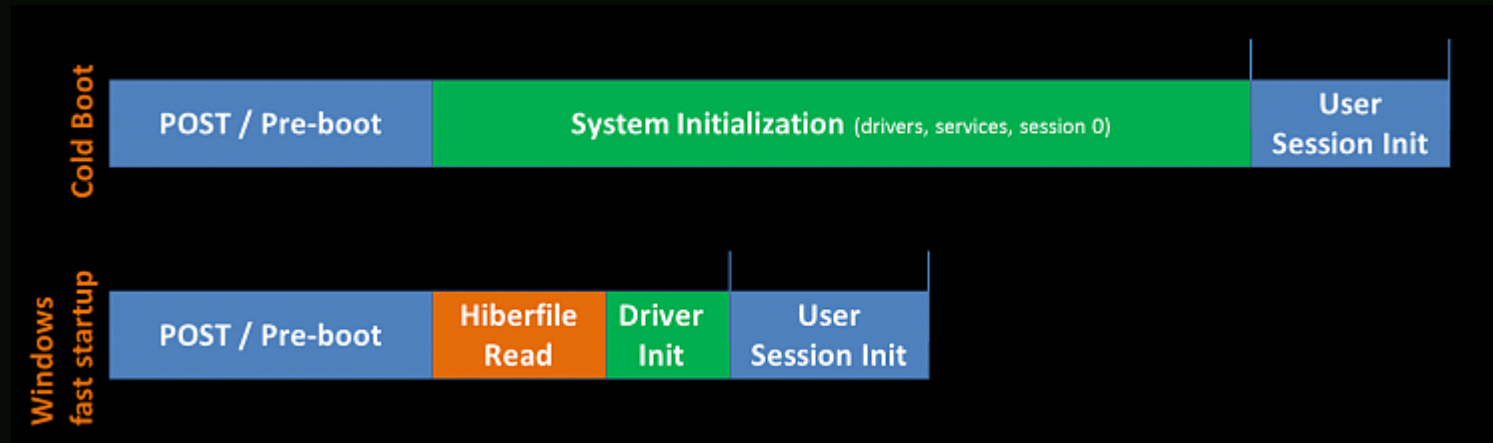 Cold Boot
POST / Pre-boot
System Initialization (drivers, services, session 0)
User
Session Init
Windows
fast startup
POST / Pre-boot
Hiberfile
Read
Driver
Init
User
Session Init